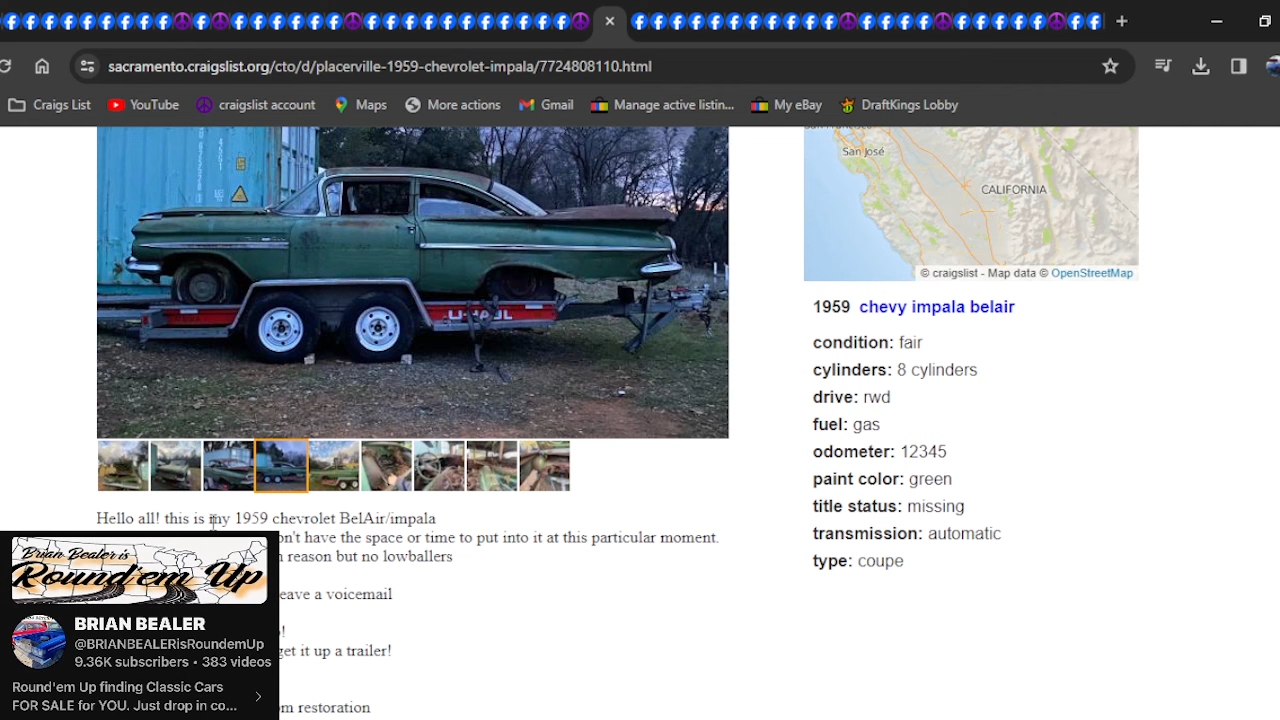 sacramento.craigslist.org/cto/d/placerville-1959-chevrolet-impala/7724808110.html
Craigs List YouTube craigslist account Maps More actions Gmail Manage active listin... My eBay DraftKings Lobby
U-HAUL
San José
CALIFORNIA
© craigslist - Map data © OpenStreetMap
1959 chevy impala belair
condition: fair
cylinders: 8 cylinders
drive: rwd
fuel: gas
odometer: 12345
paint color: green
title status: missing
transmission: automatic
type: coupe
Hello all! this is my 1959 chevrolet BelAir/impala
on't have the space or time to put into it at this particular moment.
reason but no lowballers
eave a voicemail
get it up a trailer!
restoration
Brian Bealer is
Round'em Up
BRIAN BEALER
@BRIANBEALERisRoundemUp
9.36K subscribers • 383 videos
Round'em Up finding Classic Cars
FOR SALE for YOU. Just drop in co...